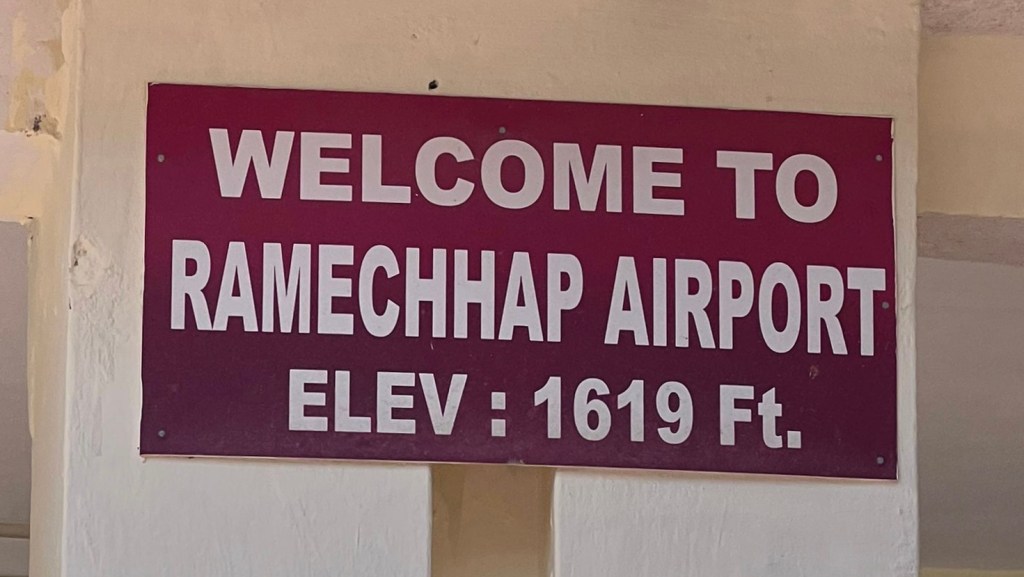 WELCOME TO
RAMECHHAP AIRPORT
ELEV : 1619 Ft.